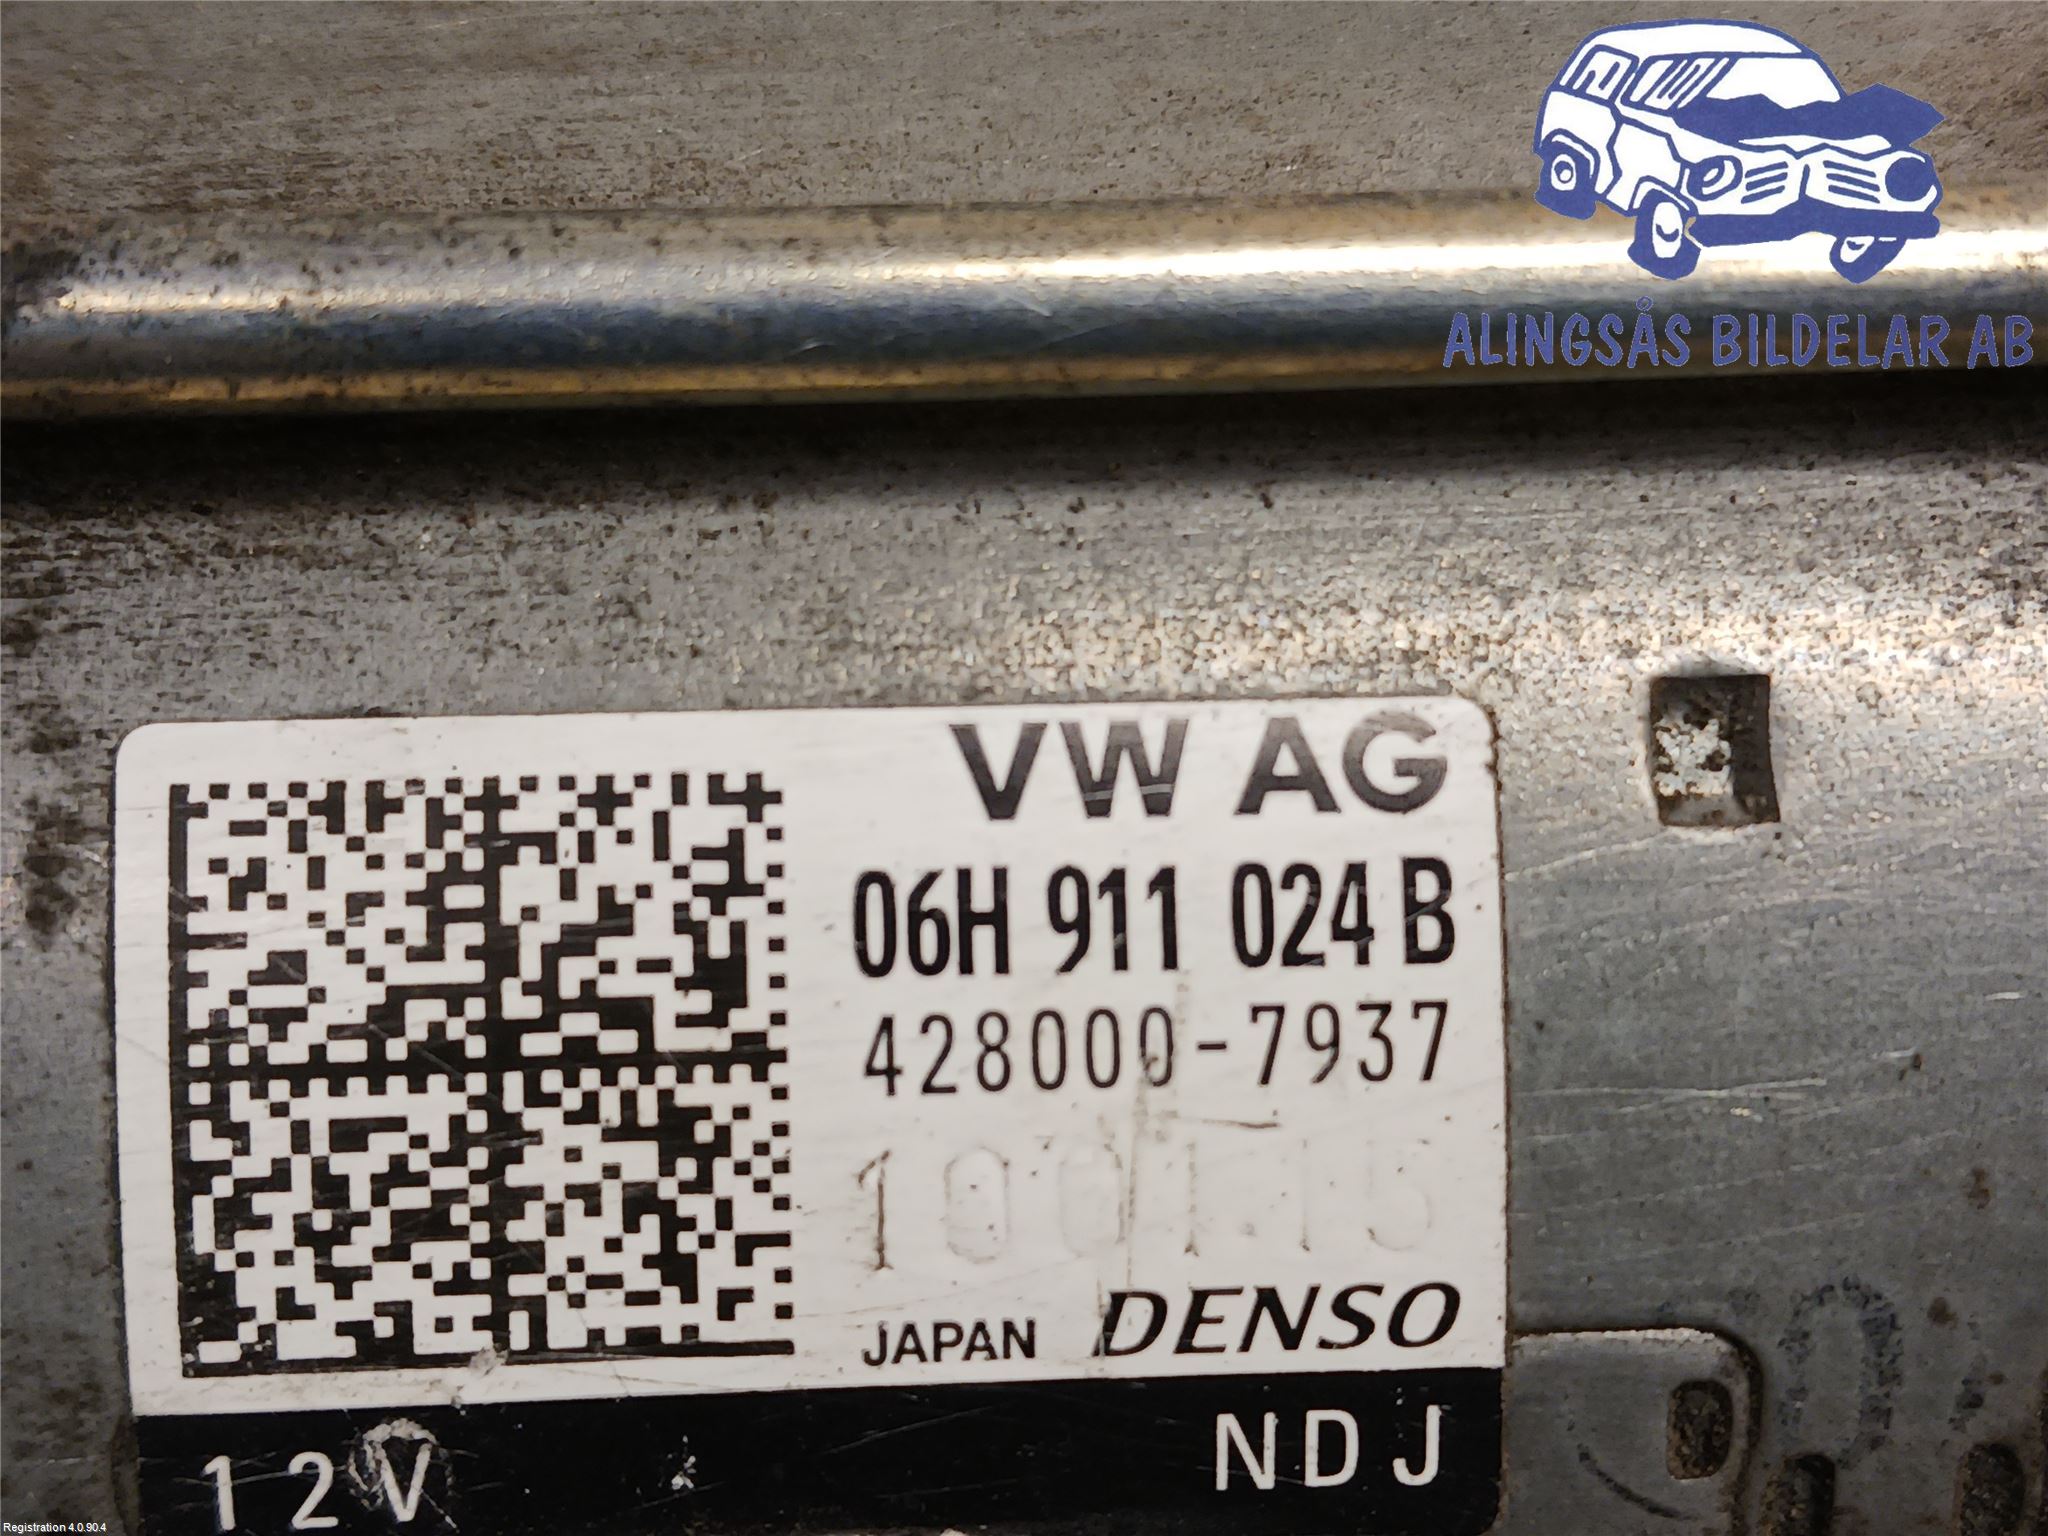 ALINGSÅS BILDELAR AB
VW AG
06H 911 024 B
428000-7937
JAPAN DENSO
12V NDJ
Registration 4.0.90.4